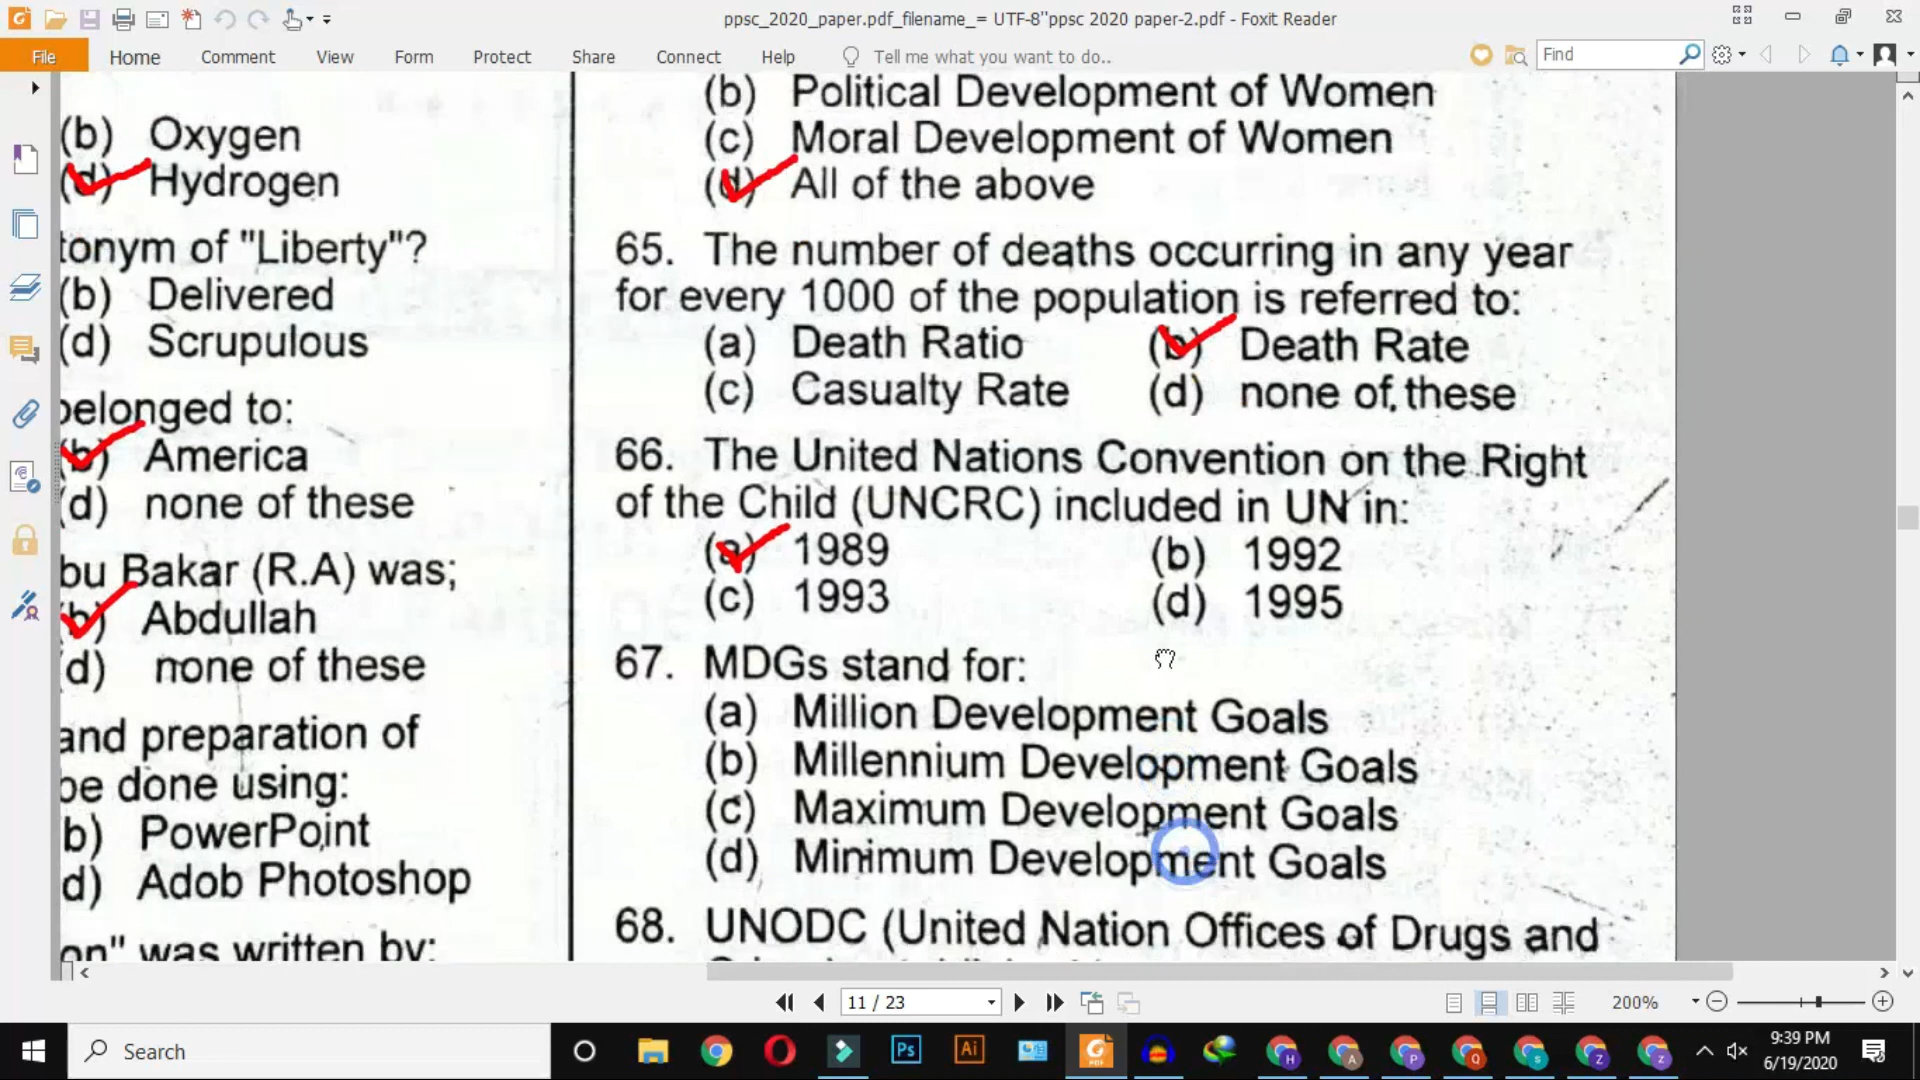 ppsc_2020_paper.pdf_filename_= UTF-8''ppsc 2020 paper-2.pdf - Foxit Reader
File Home Comment View Form Protect Share Connect Help Tell me what you want to do.. Find
(b) Oxygen
(d) Hydrogen
tonym of "Liberty"?
(b) Delivered
(d) Scrupulous
belonged to:
(b) America
(d) none of these
bu Bakar (R.A) was;
(b) Abdullah
(d) none of these
and preparation of
be done using:
b) PowerPoint
d) Adob Photoshop
on" was written by:
(b) Political Development of Women
(c) Moral Development of Women
(d) All of the above
65. The number of deaths occurring in any year
for every 1000 of the population is referred to:
(a) Death Ratio (b) Death Rate
(c) Casualty Rate (d) none of these
66. The United Nations Convention on the Right
of the Child (UNCRC) included in UN in:
(a) 1989 (b) 1992
(c) 1993 (d) 1995
67. MDGs stand for:
(a) Million Development Goals
(b) Millennium Development Goals
(c) Maximum Development Goals
(d) Minimum Development Goals
68. UNODC (United Nation Offices of Drugs and
11 / 23 200%
Search Ps Ai H A P Q S Z Z 9:39 PM
6/19/2020